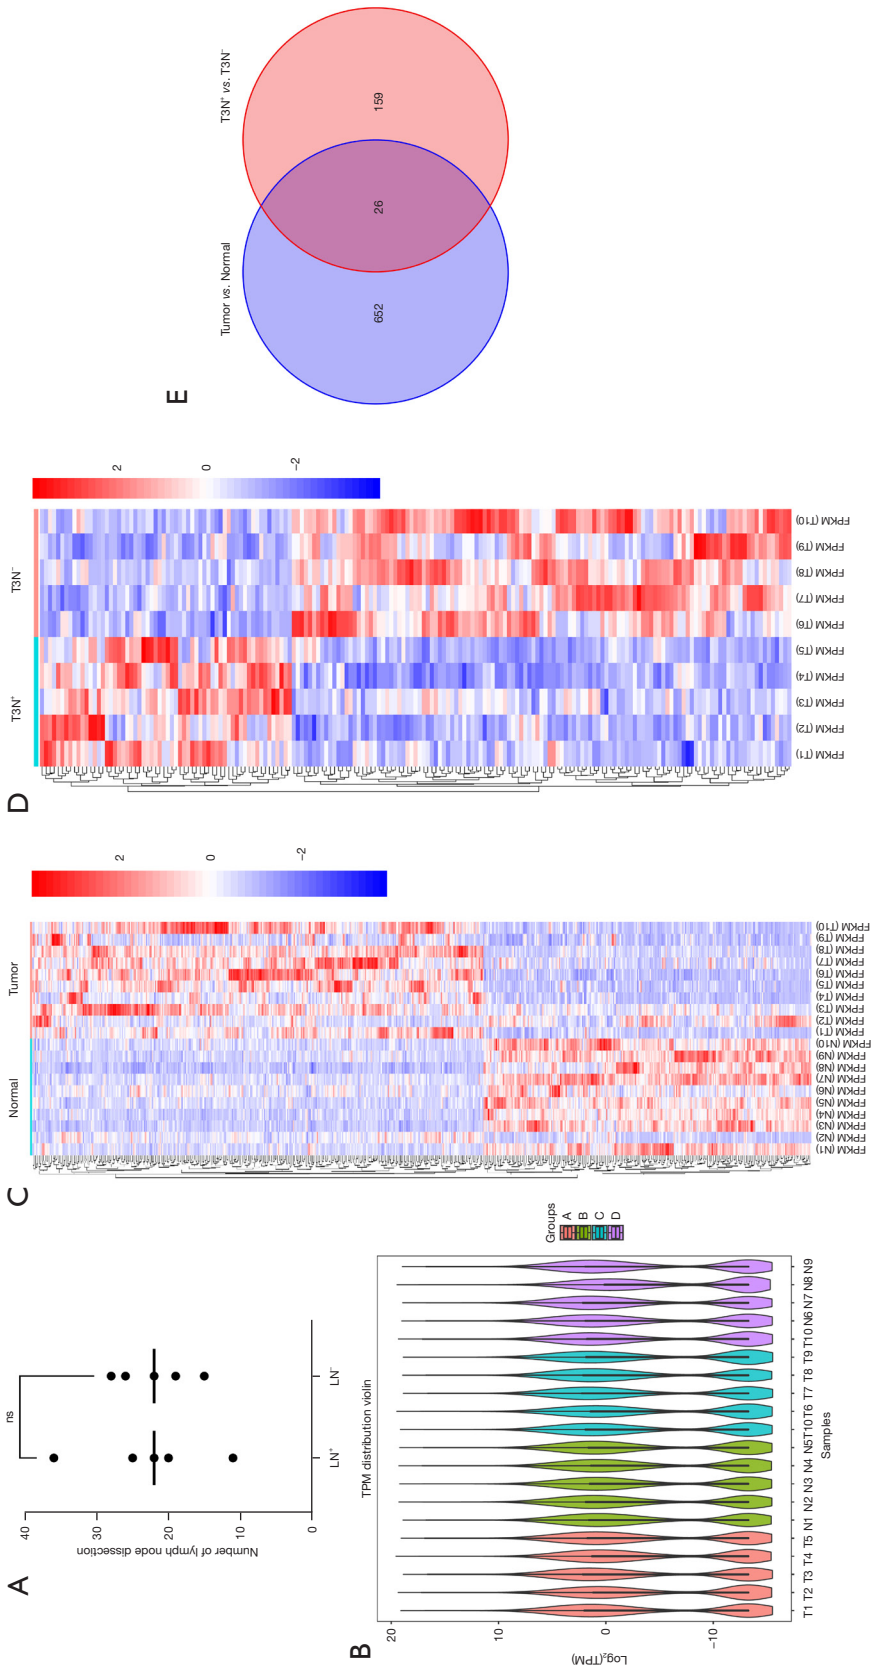 A
40
30
20
10
0
Number of lymph node dissection
ns
LN+
LN−
B
TPM distribution violin
20
10
0
−10
Log₂(TPM)
T1 T2 T3 T4 T5 N1 N2 N3 N4 N5 T10 T6 T7 T8 T9 T10 N6 N7 N8 N9
Samples
Groups
A
B
C
D
C
Normal
Tumor
2
0
−2
FPKM (N1)
FPKM (N2)
FPKM (N3)
FPKM (N4)
FPKM (N5)
FPKM (N6)
FPKM (N7)
FPKM (N8)
FPKM (N9)
FPKM (N10)
FPKM (T1)
FPKM (T2)
FPKM (T3)
FPKM (T4)
FPKM (T5)
FPKM (T6)
FPKM (T7)
FPKM (T8)
FPKM (T9)
FPKM (T10)
D
T3N+
T3N−
2
0
−2
FPKM (T1)
FPKM (T2)
FPKM (T3)
FPKM (T4)
FPKM (T5)
FPKM (T6)
FPKM (T7)
FPKM (T8)
FPKM (T9)
FPKM (T10)
E
Tumor vs. Normal
T3N+ vs. T3N−
652
26
159